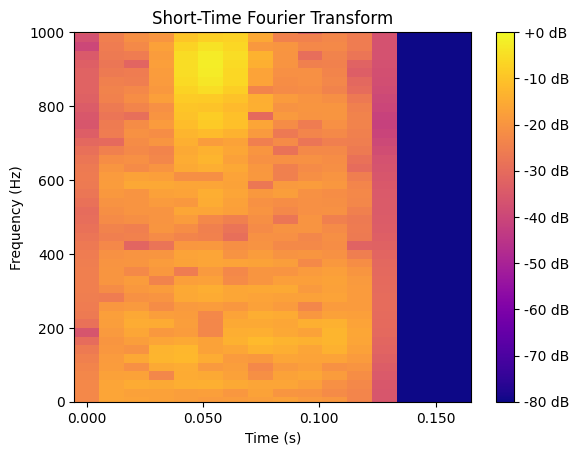 Short-Time Fourier Transform
1000
800
600
400
200
0
Frequency (Hz)
0.000
0.050
0.100
0.150
Time (s)
+0 dB
-10 dB
-20 dB
-30 dB
-40 dB
-50 dB
-60 dB
-70 dB
-80 dB